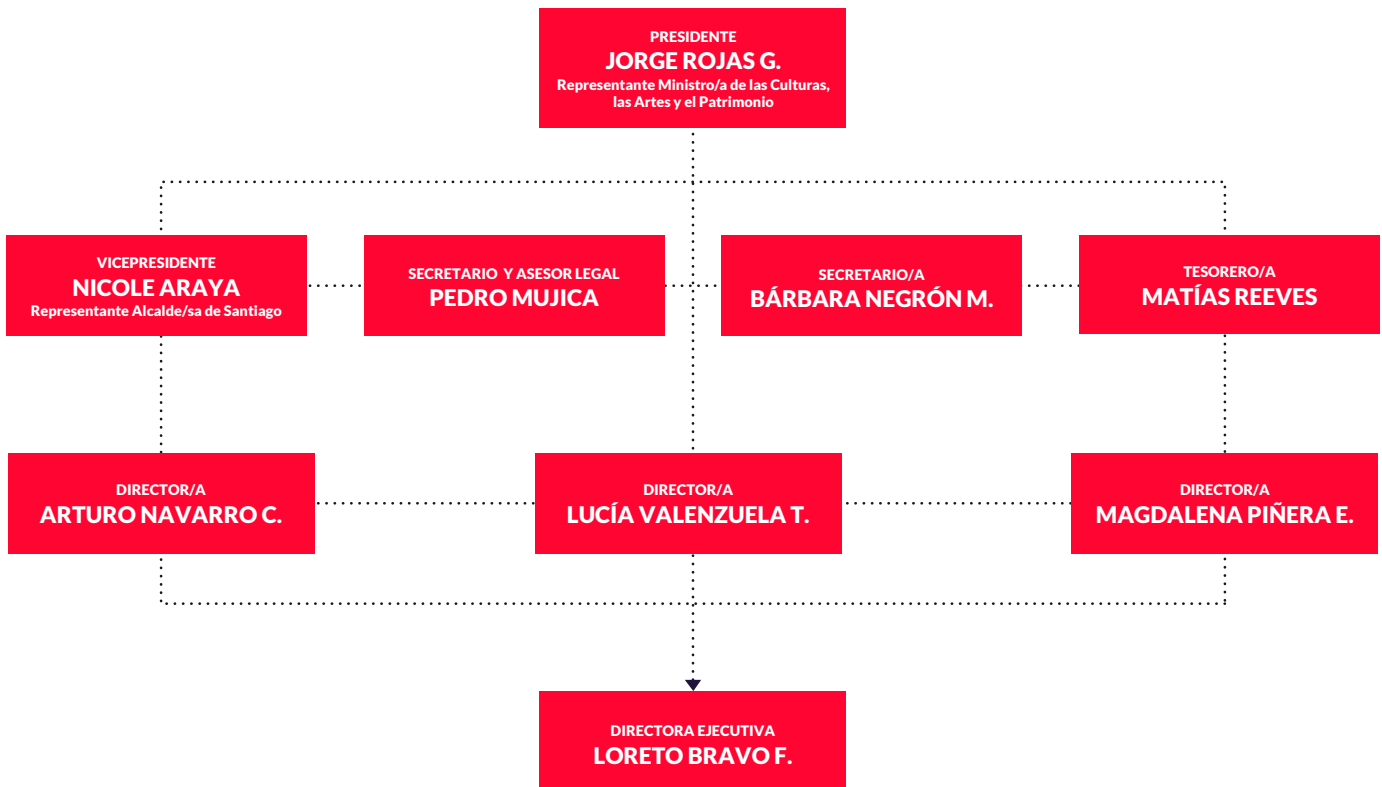 PRESIDENTE
JORGE ROJAS G.
Representante Ministro/a de las Culturas,
las Artes y el Patrimonio
VICEPRESIDENTE
NICOLE ARAYA
Representante Alcalde/sa de Santiago
SECRETARIO Y ASESOR LEGAL
PEDRO MUJICA
SECRETARIO/A
BÁRBARA NEGRÓN M.
TESORERO/A
MATÍAS REEVES
DIRECTOR/A
ARTURO NAVARRO C.
DIRECTOR/A
LUCÍA VALENZUELA T.
DIRECTOR/A
MAGDALENA PIÑERA E.
DIRECTORA EJECUTIVA
LORETO BRAVO F.